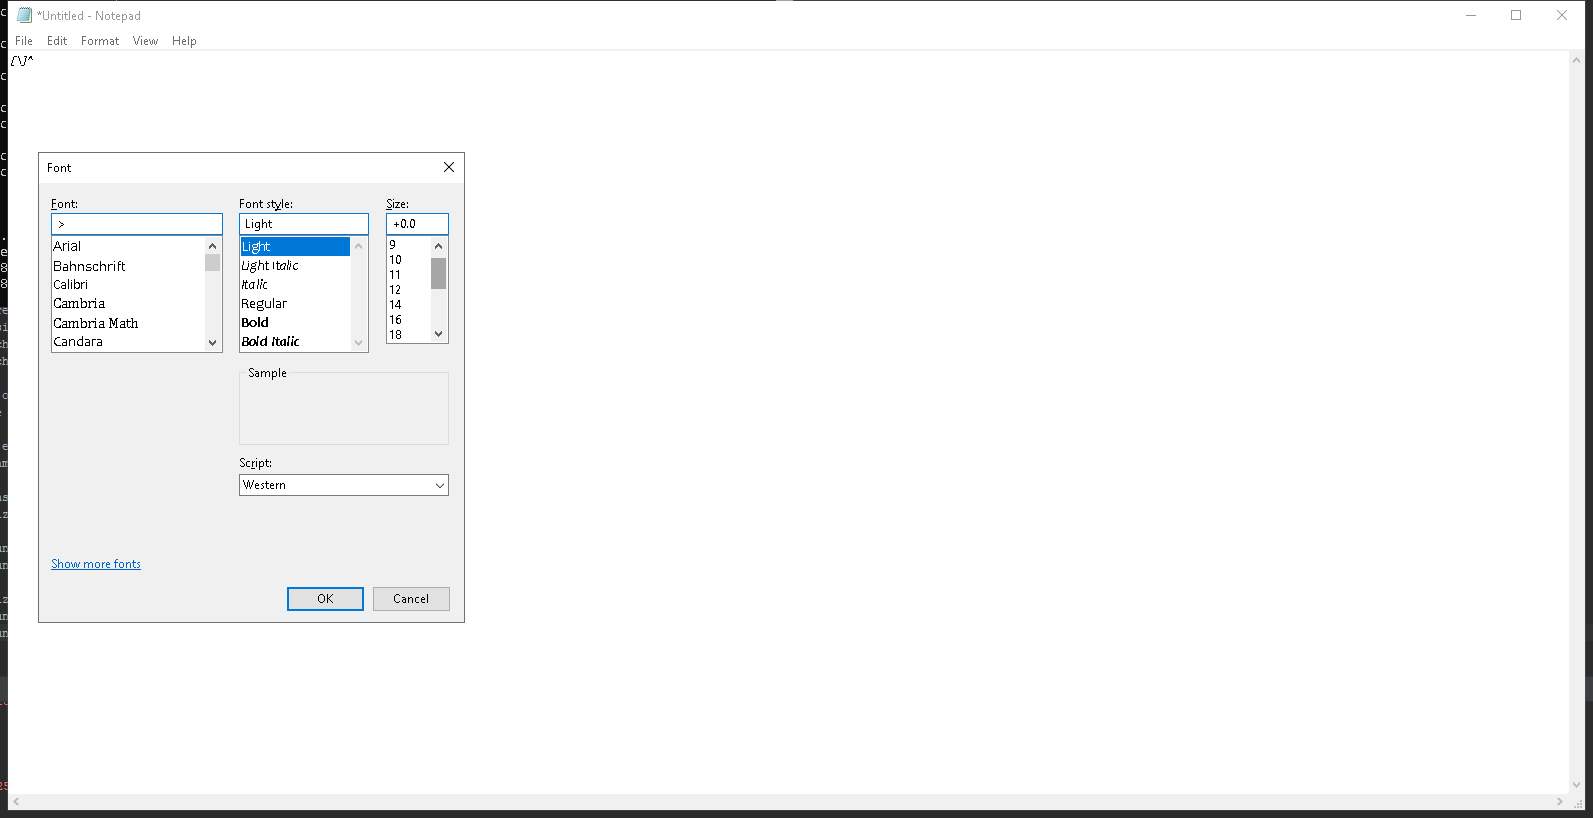 *Untitled - Notepad
File Edit Format View Help
[\]^
Font
Font:
>
Arial
Bahnschrift
Calibri
Cambria
Cambria Math
Candara
Font style:
Light
Light
Light Italic
Italic
Regular
Bold
Bold Italic
Size:
+0.0
9
10
11
12
14
16
18
Sample
Script:
Western
Show more fonts
OK Cancel